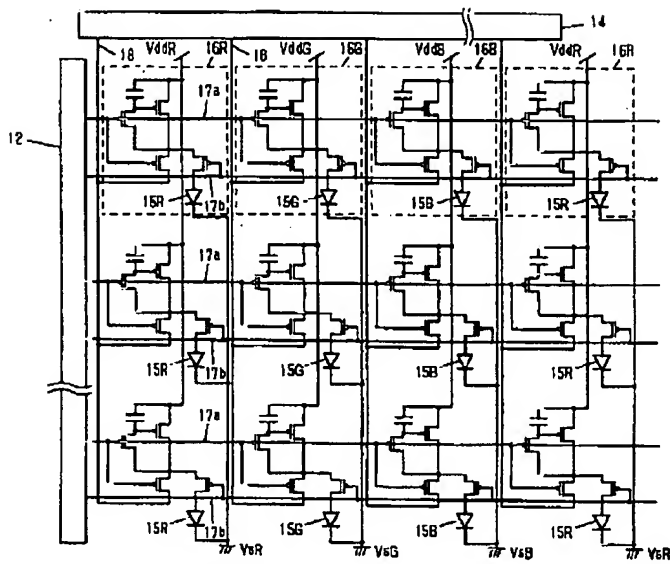 14
18 VddR 16R 18 VddG 16G VddB 16B VddR 16R
12
17a
15R 17b 15G 15B 15R
17a
15R 17b 15G 15B 15R
17a
15R 17b 15G 15B 15R
VsR VsG VsB VsR